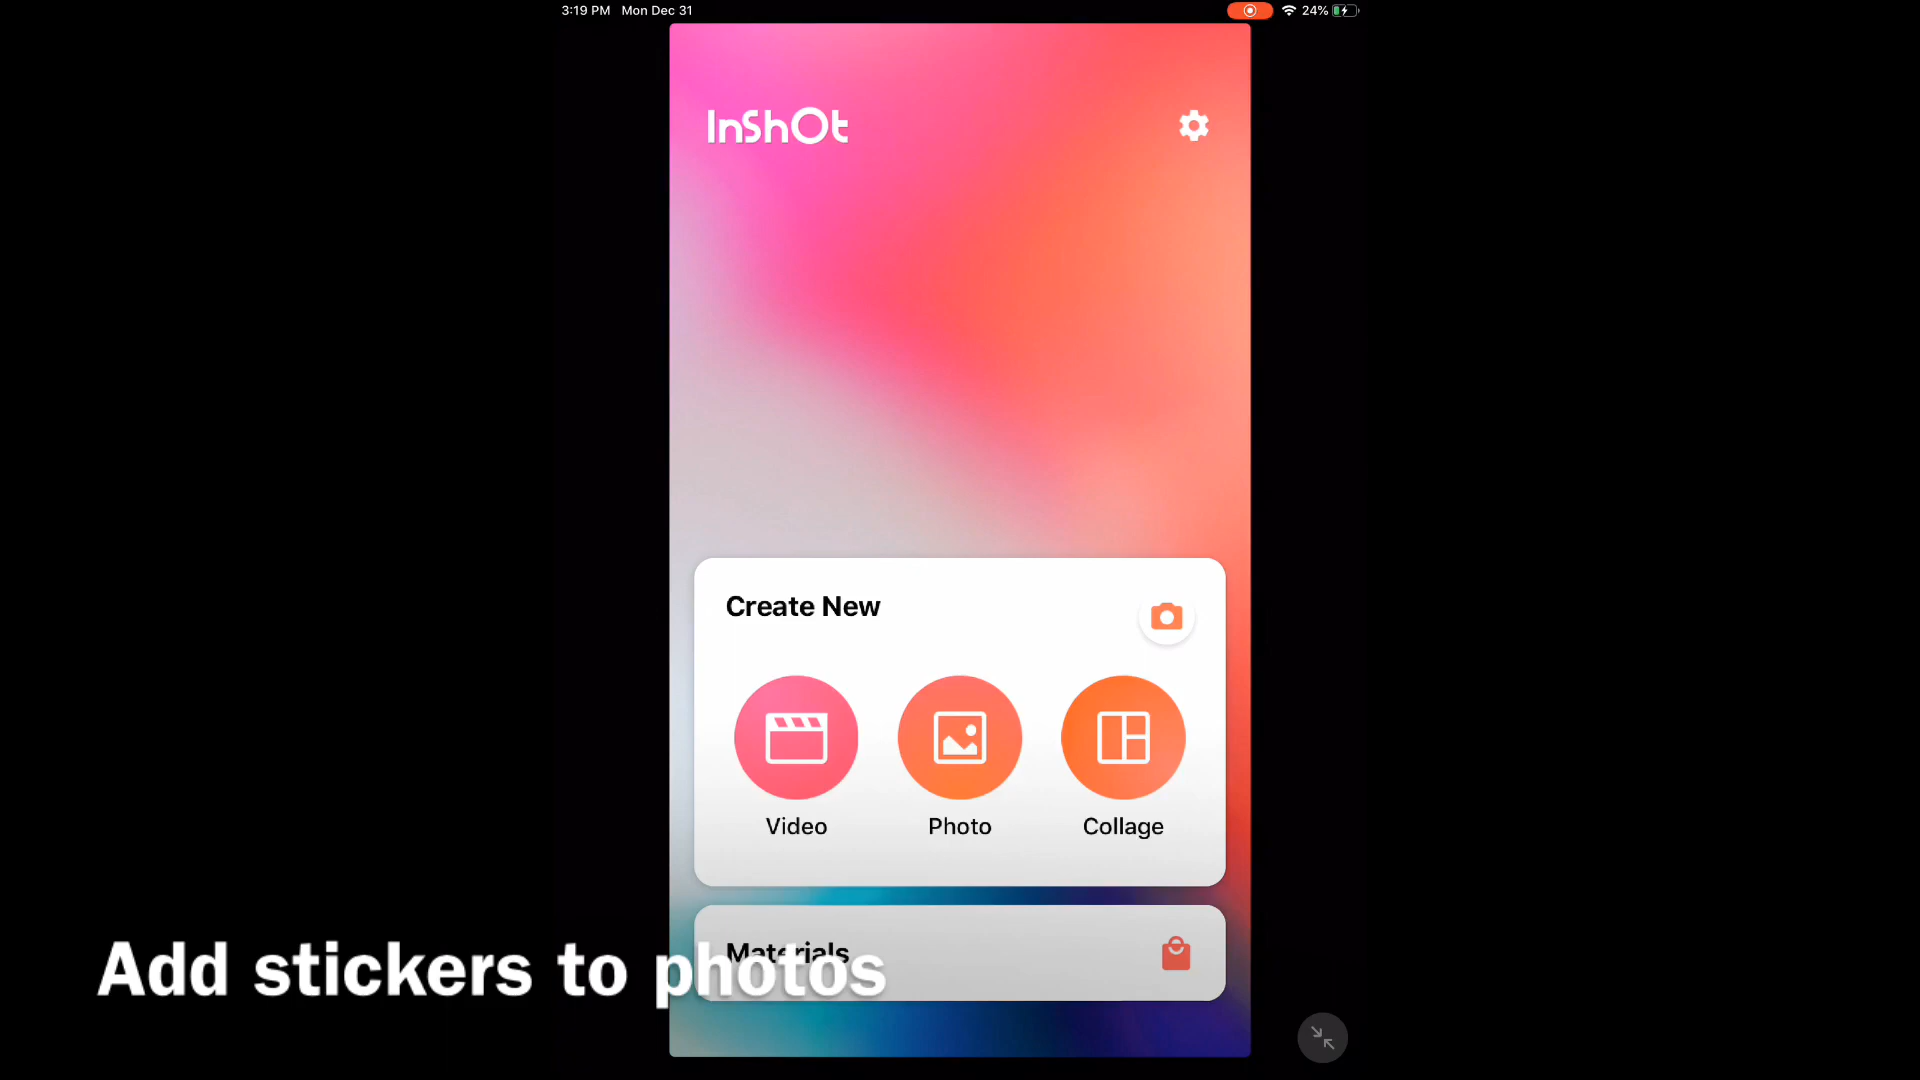 3:19 PM Mon Dec 31
24%
InShOt
Create New
Video Photo Collage
Materials
Add stickers to photos